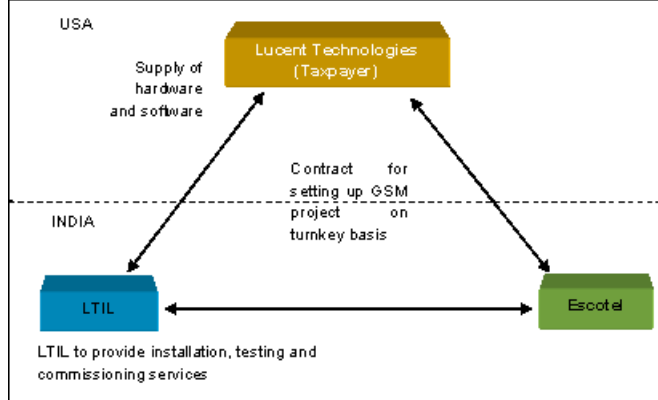 USA
Lucent Technologies
(Taxpayer)
Supply of
hardware
and software
Contract for
setting up GSM
project on
turnkey basis
INDIA
LTIL
Escotel
LTIL to provide installation, testing and
commissioning services